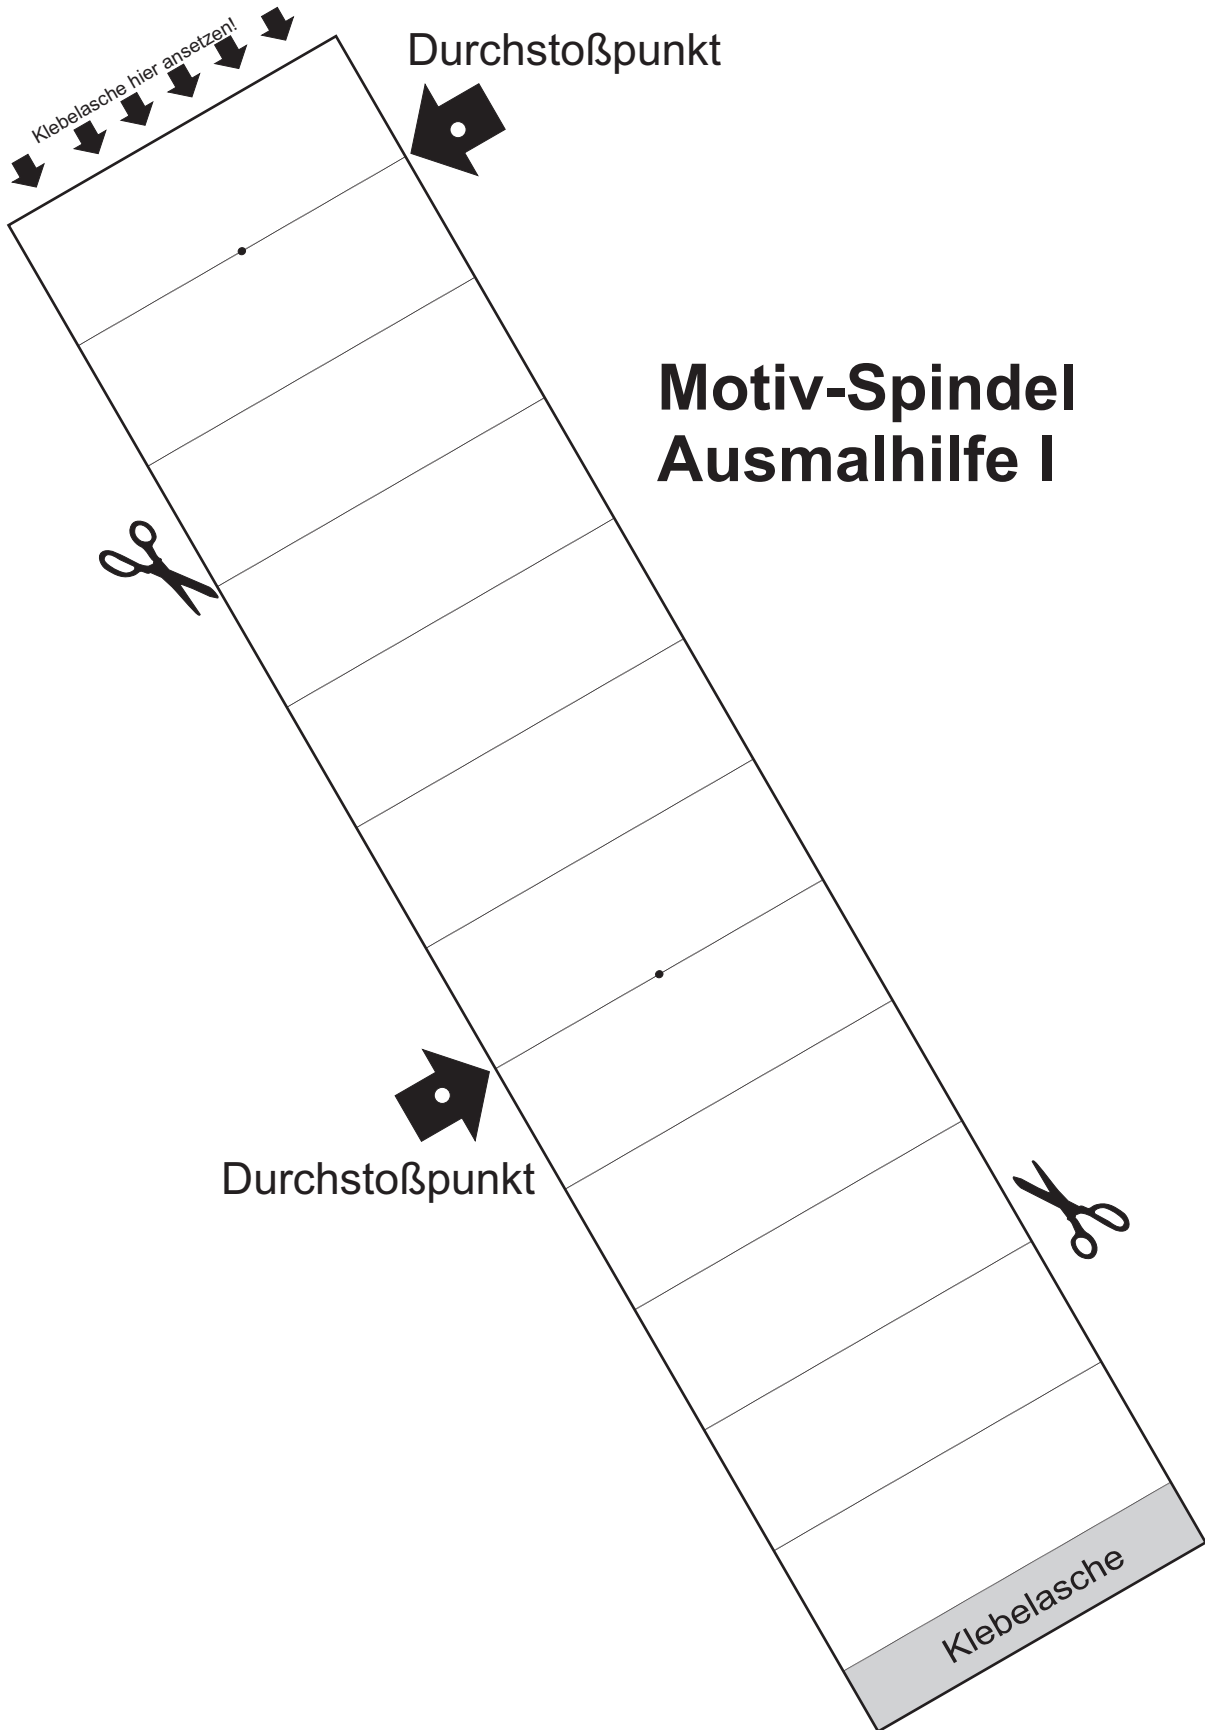 Klebelasche hier ansetzen!
Durchstoßpunkt
Motiv-Spindel
Ausmalhilfe I
Durchstoßpunkt
Klebelasche